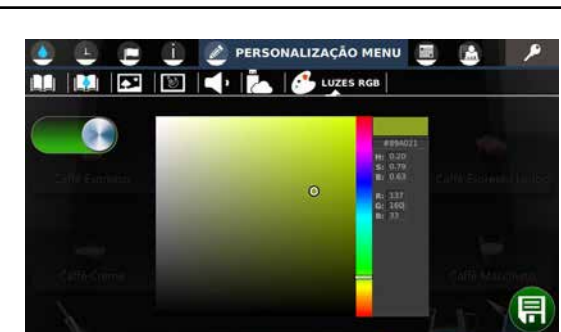 PERSONALIZAÇÃO MENU
LUZES RGB
#89A021
H: 0.20
S: 0.79
B: 0.63
R: 137
G: 160
B: 33
Caffè Espresso
Caffè Espresso Lungo
Caffè Crema
Caffè Macchiato